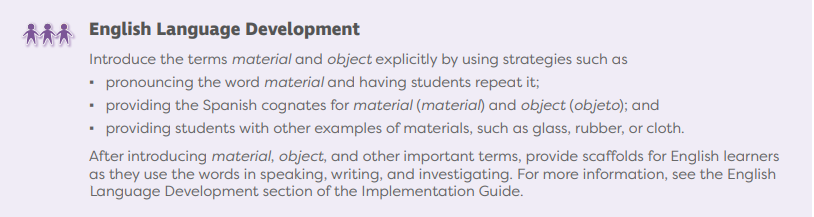 English Language Development
Introduce the terms material and object explicitly by using strategies such as
▪ pronouncing the word material and having students repeat it;
▪ providing the Spanish cognates for material (material) and object (objeto); and
▪ providing students with other examples of materials, such as glass, rubber, or cloth.
After introducing material, object, and other important terms, provide scaffolds for English learners
as they use the words in speaking, writing, and investigating. For more information, see the English
Language Development section of the Implementation Guide.